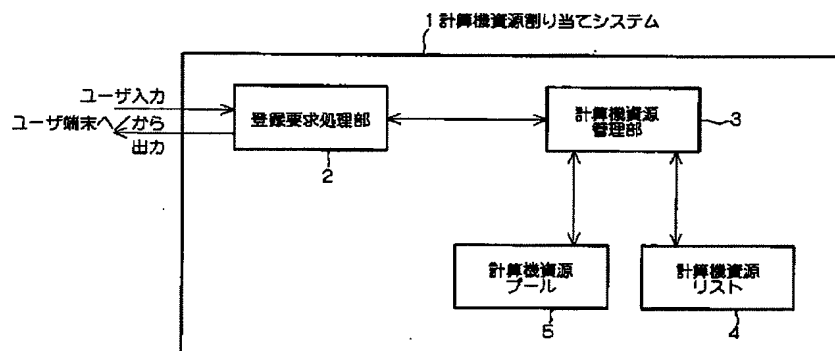 1 計算機資源割り当てシステム
ユーザ入力
ユーザ端末へ/から
出力
登録要求処理部
2
計算機資源
管理部
3
計算機資源
プール
5
計算機資源
リスト
4